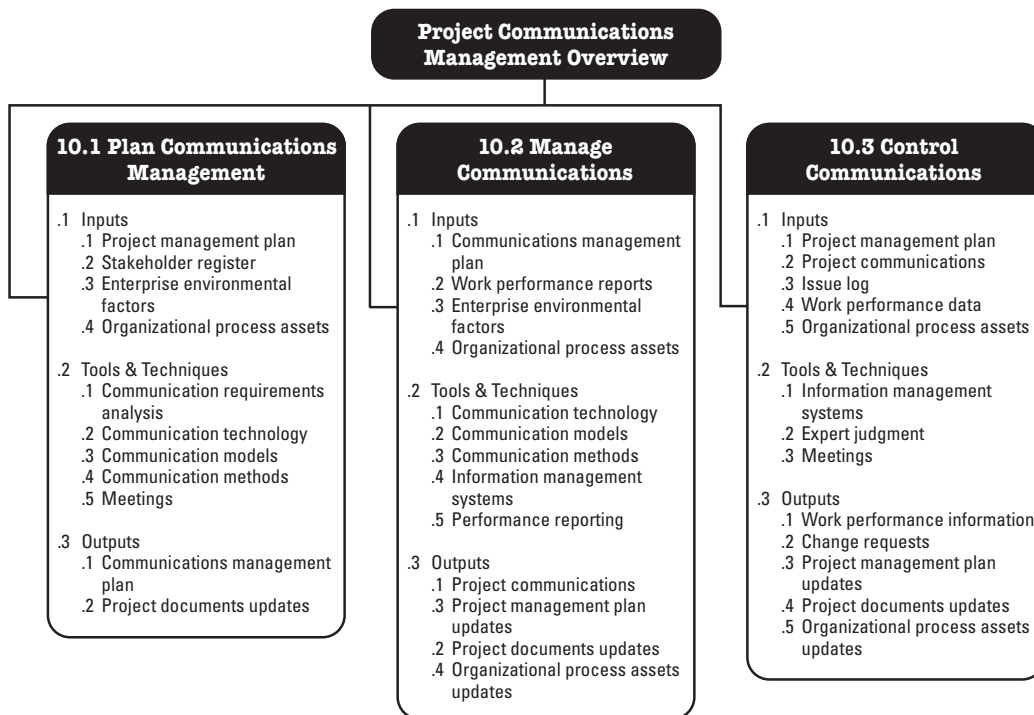 Project Communications
Management Overview
10.1 Plan Communications
Management
.1 Inputs
.1 Project management plan
.2 Stakeholder register
.3 Enterprise environmental
factors
.4 Organizational process assets
.2 Tools & Techniques
.1 Communication requirements
analysis
.2 Communication technology
.3 Communication models
.4 Communication methods
.5 Meetings
.3 Outputs
.1 Communications management
plan
.2 Project documents updates
10.2 Manage
Communications
.1 Inputs
.1 Communications management
plan
.2 Work performance reports
.3 Enterprise environmental
factors
.4 Organizational process assets
.2 Tools & Techniques
.1 Communication technology
.2 Communication models
.3 Communication methods
.4 Information management
systems
.5 Performance reporting
.3 Outputs
.1 Project communications
.3 Project management plan
updates
.2 Project documents updates
.4 Organizational process assets
updates
10.3 Control
Communications
.1 Inputs
.1 Project management plan
.2 Project communications
.3 Issue log
.4 Work performance data
.5 Organizational process assets
.2 Tools & Techniques
.1 Information management
systems
.2 Expert judgment
.3 Meetings
.3 Outputs
.1 Work performance information
.2 Change requests
.3 Project management plan
updates
.4 Project documents updates
.5 Organizational process assets
updates